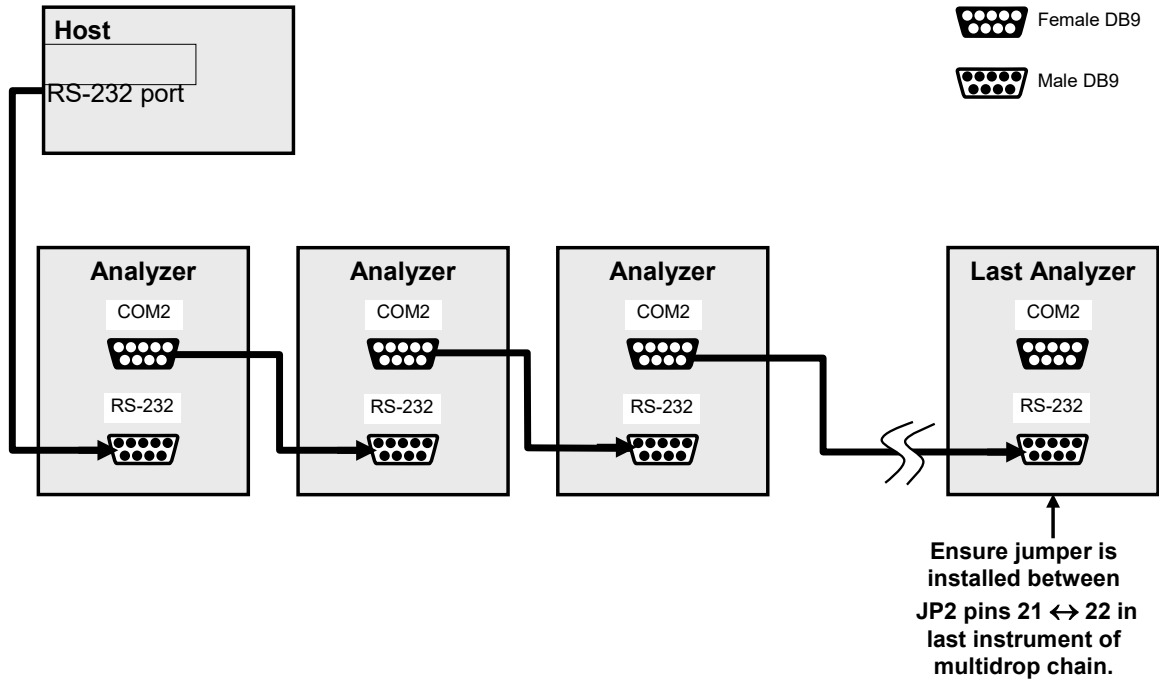 Host
RS-232 port
Female DB9
Male DB9
Analyzer
COM2
RS-232
Analyzer
COM2
RS-232
Analyzer
COM2
RS-232
Last Analyzer
COM2
RS-232
Ensure jumper is
installed between
JP2 pins 21 ↔ 22 in
last instrument of
multidrop chain.